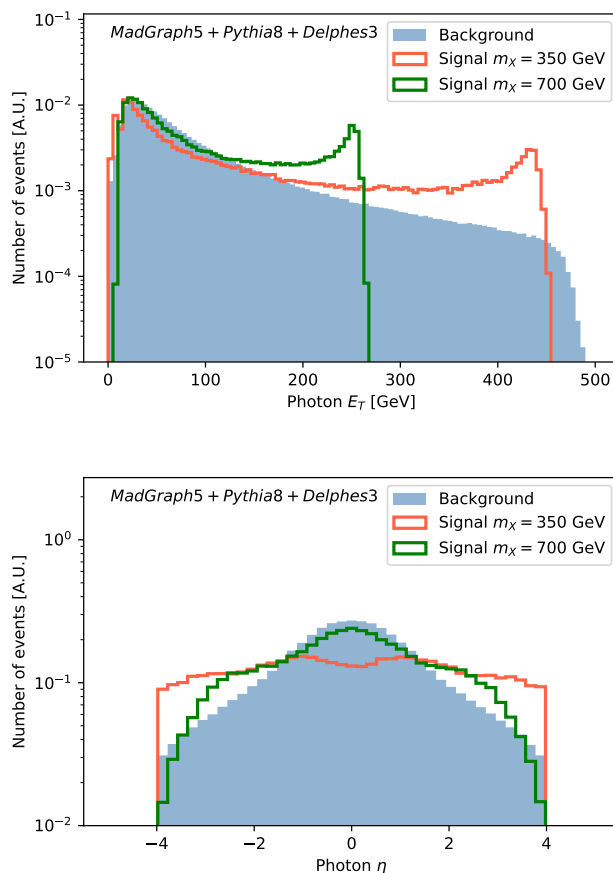 MadGraph5 + Pythia8 + Delphes3
Background
Signal m_X = 350 GeV
Signal m_X = 700 GeV
Number of events [A.U.]
10⁻¹
10⁻²
10⁻³
10⁻⁴
10⁻⁵
0 100 200 300 400 500
Photon E_T [GeV]
MadGraph5 + Pythia8 + Delphes3
Background
Signal m_X = 350 GeV
Signal m_X = 700 GeV
Number of events [A.U.]
10⁰
10⁻¹
10⁻²
−4 −2 0 2 4
Photon η